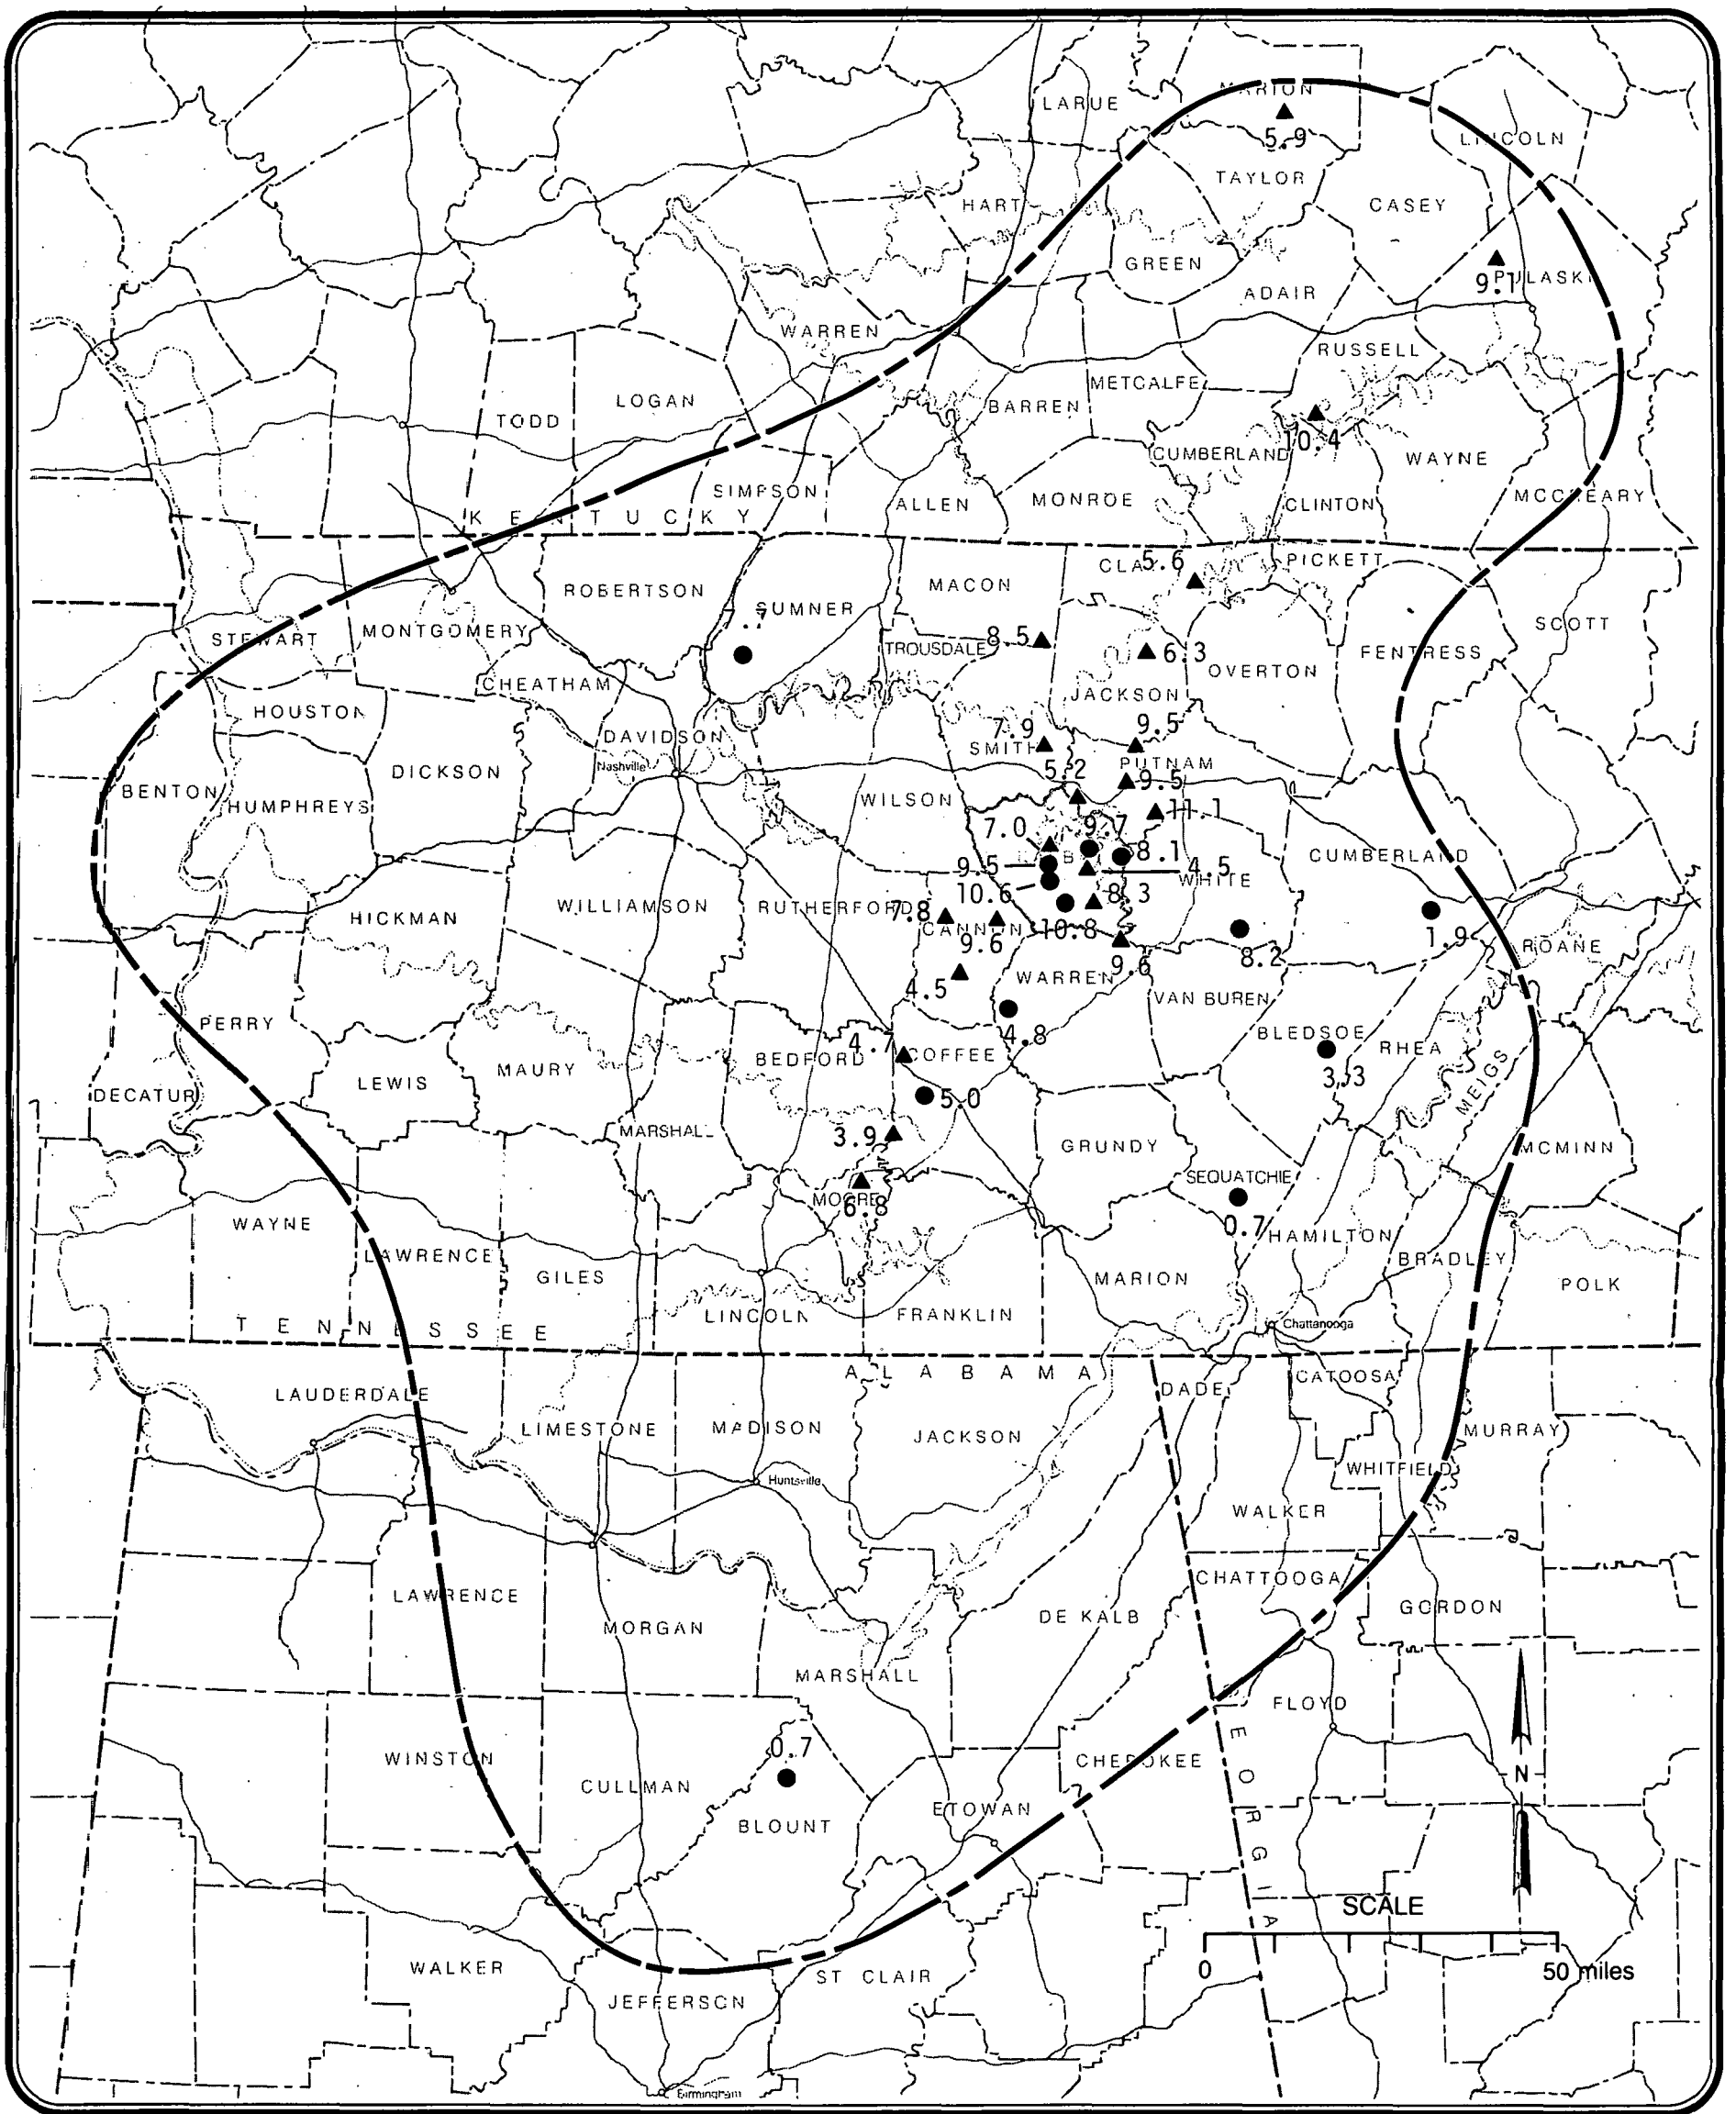 MARION
LARUE
5.9
LINCOLN
TAYLOR
HART
CASEY
GREEN
9.1
PULASKI
ADAIR
WARREN
RUSSELL
METCALFE
LOGAN
BARREN
TODD
10.4
CUMBERLAND
WAYNE
SIMPSON
ALLEN
MONROE
CLINTON
MCCREARY
KENTUCKY
CLAY
5.6
PICKETT
ROBERTSON
MACON
SUMNER
.7
STEWART
MONTGOMERY
TROUSDALE
8.5
6.3
OVERTON
FENTRESS
SCOTT
CHEATHAM
JACKSON
HOUSTON
7.9
9.5
DAVIDSON
SMITH
Nashville
DICKSON
5.2
PUTNAM
9.5
BENTON
HUMPHREYS
WILSON
11.1
7.0
9.7
9.5
8.1
CUMBERLAND
4.5
10.6
WHITE
8.3
HICKMAN
WILLIAMSON
RUTHERFORD
7.8
CANNON
10.8
9.6
9.6
8.2
1.9
ROANE
4.5
WARREN
VAN BUREN
PERRY
4.8
BLEDSOE
4.7
COFFEE
BEDFORD
RHEA
3.3
LEWIS
MAURY
MEIGS
DECATUR
5.0
MARSHALL
3.9
GRUNDY
MCMINN
SEQUATCHIE
MOORE
6.8
0.7
WAYNE
HAMILTON
LAWRENCE
BRADLEY
GILES
MARION
POLK
LINCOLN
FRANKLIN
Chattanooga
TENNESSEE
ALABAMA
DADE
CATOOSA
LAUDERDALE
LIMESTONE
MADISON
JACKSON
MURRAY
WHITFIELD
Huntsville
WALKER
CHATTOOGA
LAWRENCE
GORDON
DE KALB
MORGAN
MARSHALL
FLOYD
GEORGIA
0.7
WINSTON
CHEROKEE
N
CULLMAN
ETOWAH
BLOUNT
SCALE
0
50 miles
WALKER
ST CLAIR
JEFFERSON
Birmingham